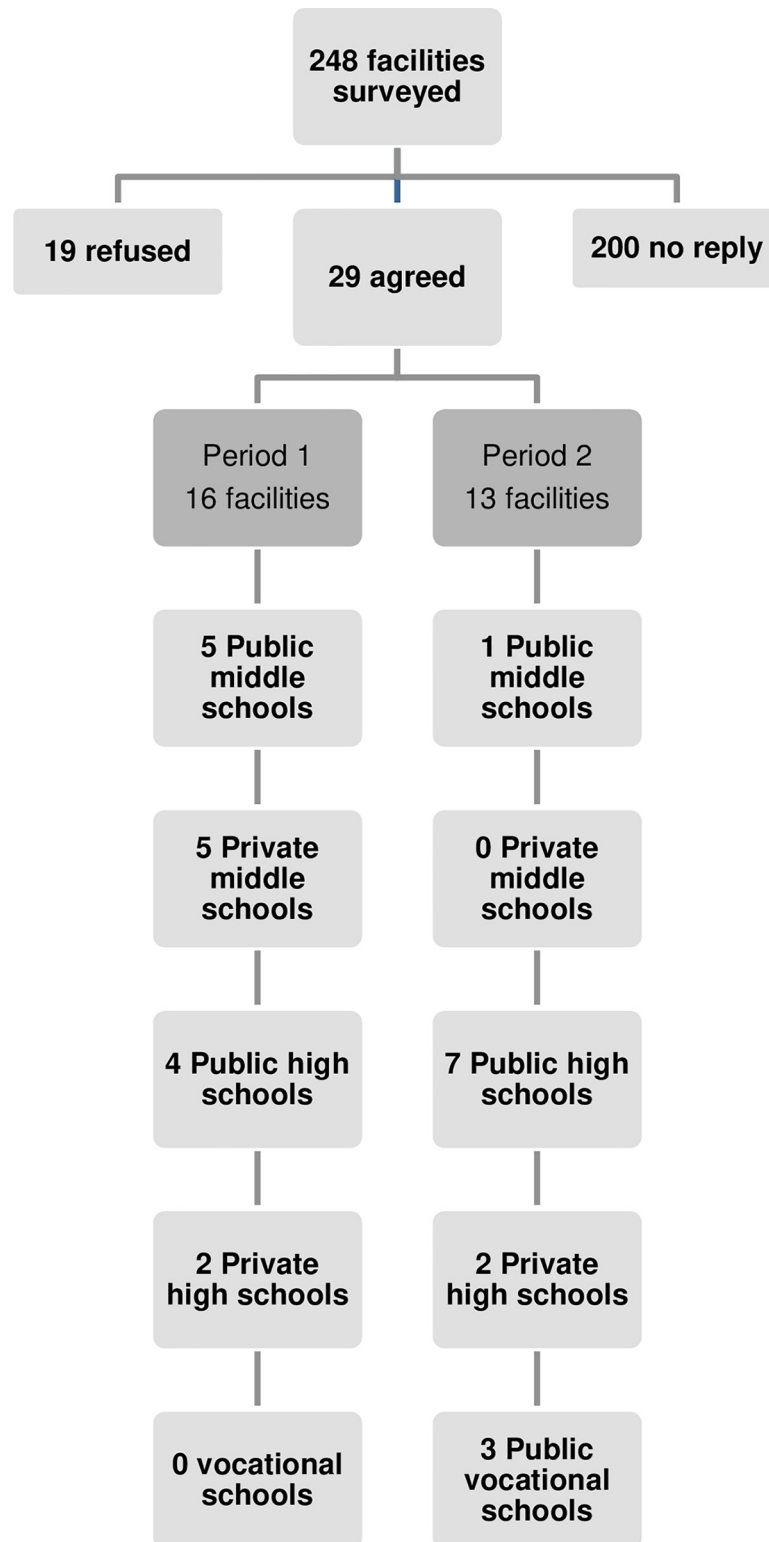 248 facilities
surveyed
19 refused
29 agreed
200 no reply
Period 1
16 facilities
Period 2
13 facilities
5 Public
middle
schools
1 Public
middle
schools
5 Private
middle
schools
0 Private
middle
schools
4 Public high
schools
7 Public high
schools
2 Private
high schools
2 Private
high schools
0 vocational
schools
3 Public
vocational
schools